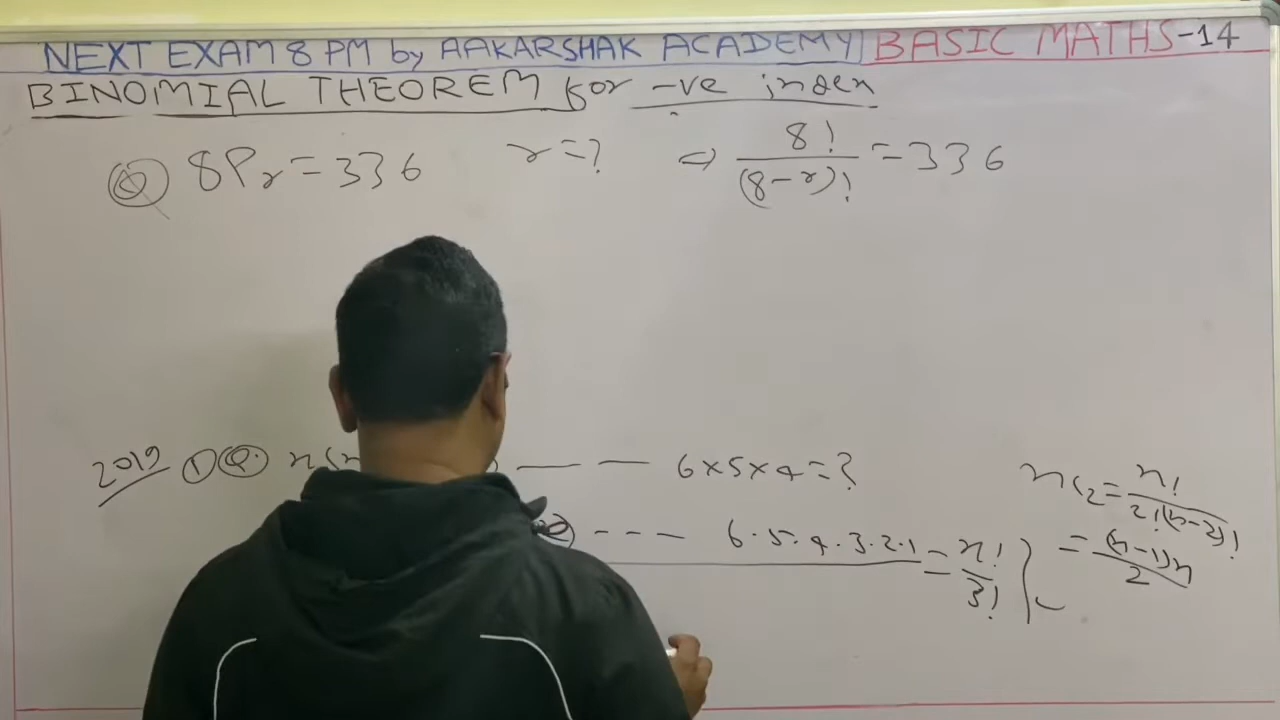 NEXT EXAM 8 PM by AAKARSHAK ACADEMY BASIC MATHS-14
BINOMIAL THEOREM for -ve index
Q 8Pr = 336 r = ? ⇒ 8! / (8-r)! = 336
2019 1 Q. n(n — — 6×5×4 = ?
--- 6.5.4.3.2.1 = n! / 3!
nC2 = n! / 2!(n-2)!
= (n-1)n / 2